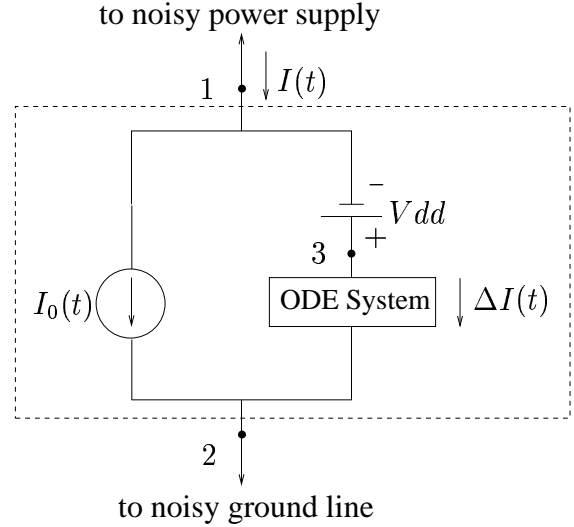 to noisy power supply
1
I(t)
−
Vdd
+
3
I₀(t)
ODE System
ΔI(t)
2
to noisy ground line